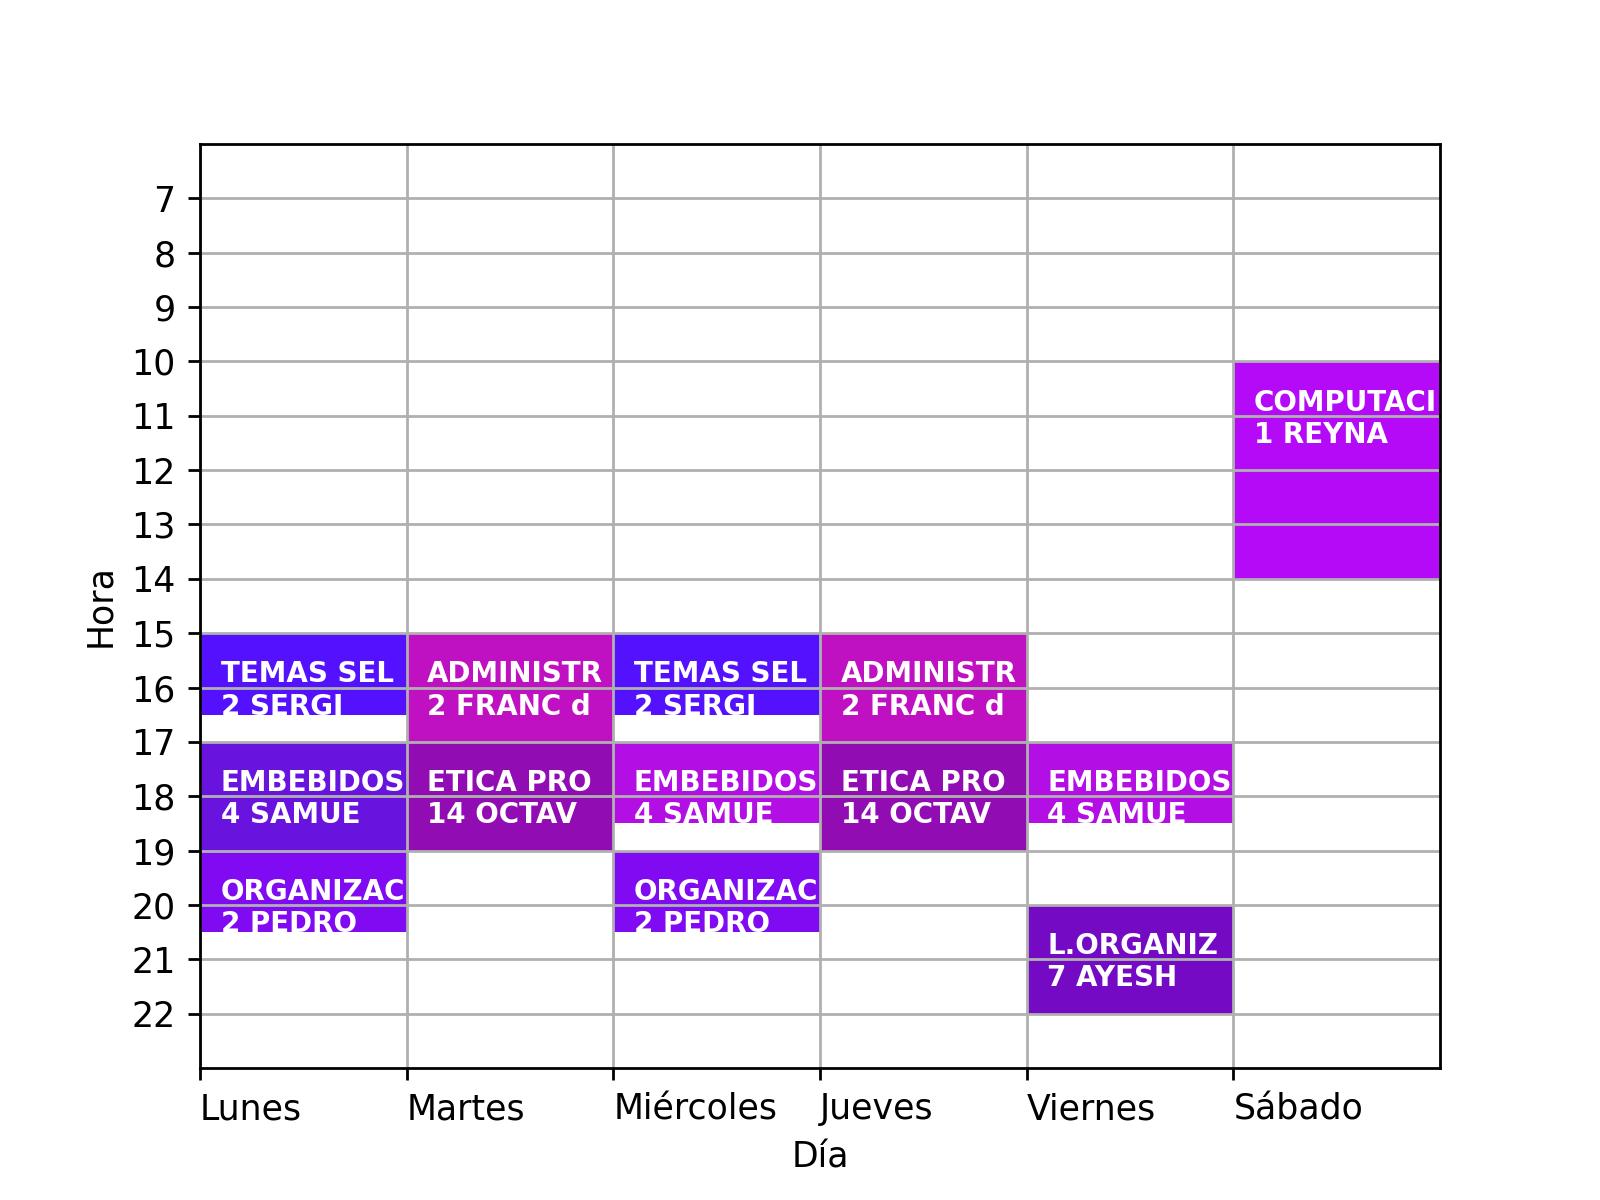 7
8
9
10
COMPUTACI
11
1 REYNA
12
13
14
Hora
15
TEMAS SEL
ADMINISTR
TEMAS SEL
ADMINISTR
16
2 SERGI
2 FRANC d
2 SERGI
2 FRANC d
17
EMBEBIDOS
ETICA PRO
EMBEBIDOS
ETICA PRO
EMBEBIDOS
18
4 SAMUE
14 OCTAV
4 SAMUE
14 OCTAV
4 SAMUE
19
ORGANIZAC
ORGANIZAC
20
2 PEDRO
2 PEDRO
L.ORGANIZ
21
7 AYESH
22
Lunes
Martes
Miércoles
Jueves
Viernes
Sábado
Día